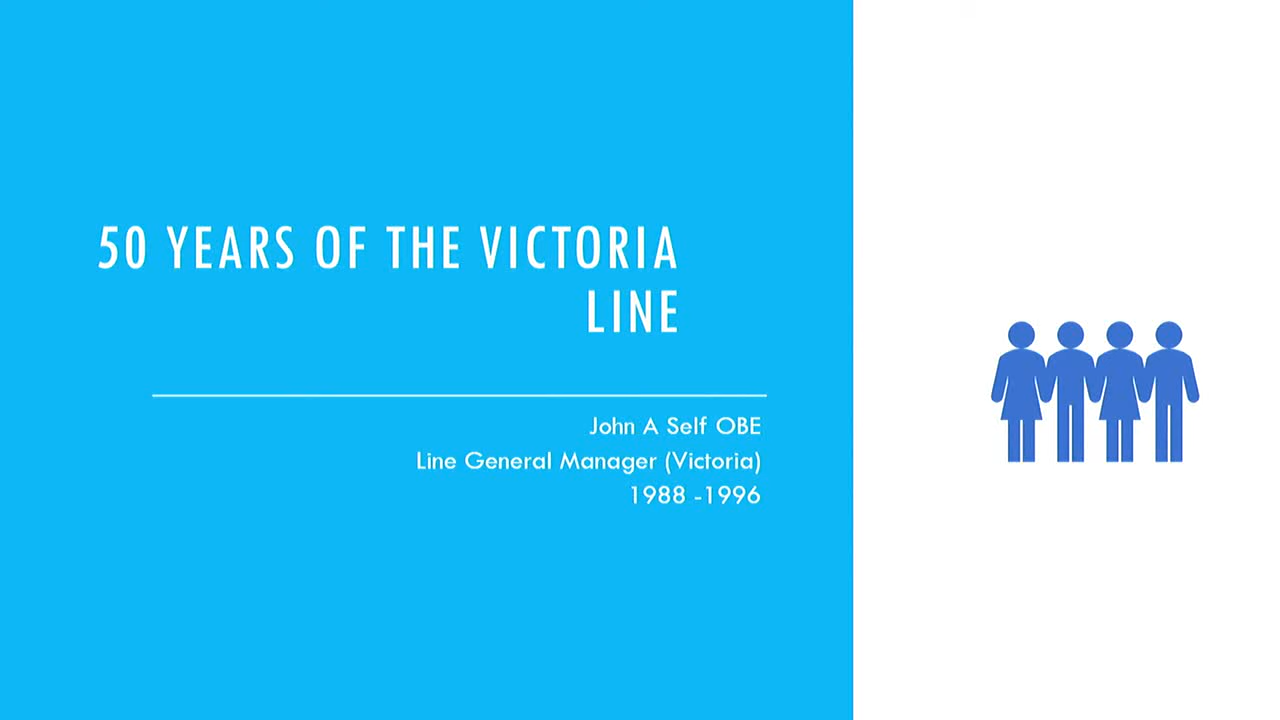 50 YEARS OF THE VICTORIA
LINE
John A Self OBE
Line General Manager (Victoria)
1988 -1996